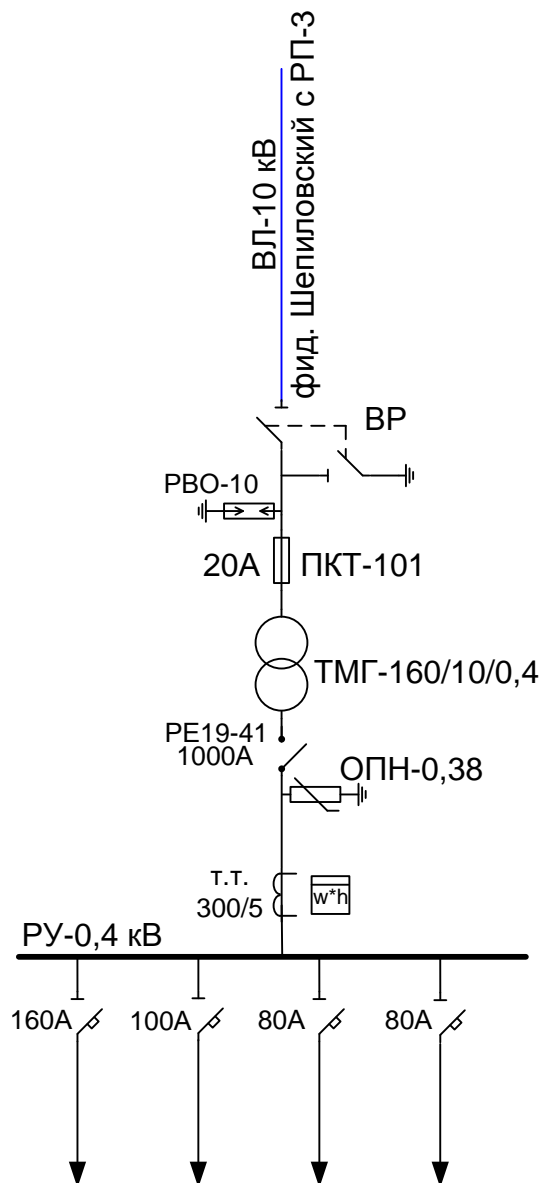 ВЛ-10 кВ
фид. Шепиловский с РП-3
ВР
РВО-10
20А
ПКТ-101
ТМГ-160/10/0,4
РЕ19-41
1000А
ОПН-0,38
т.т.
300/5
w*h
РУ-0,4 кВ
160А
100А
80А
80А